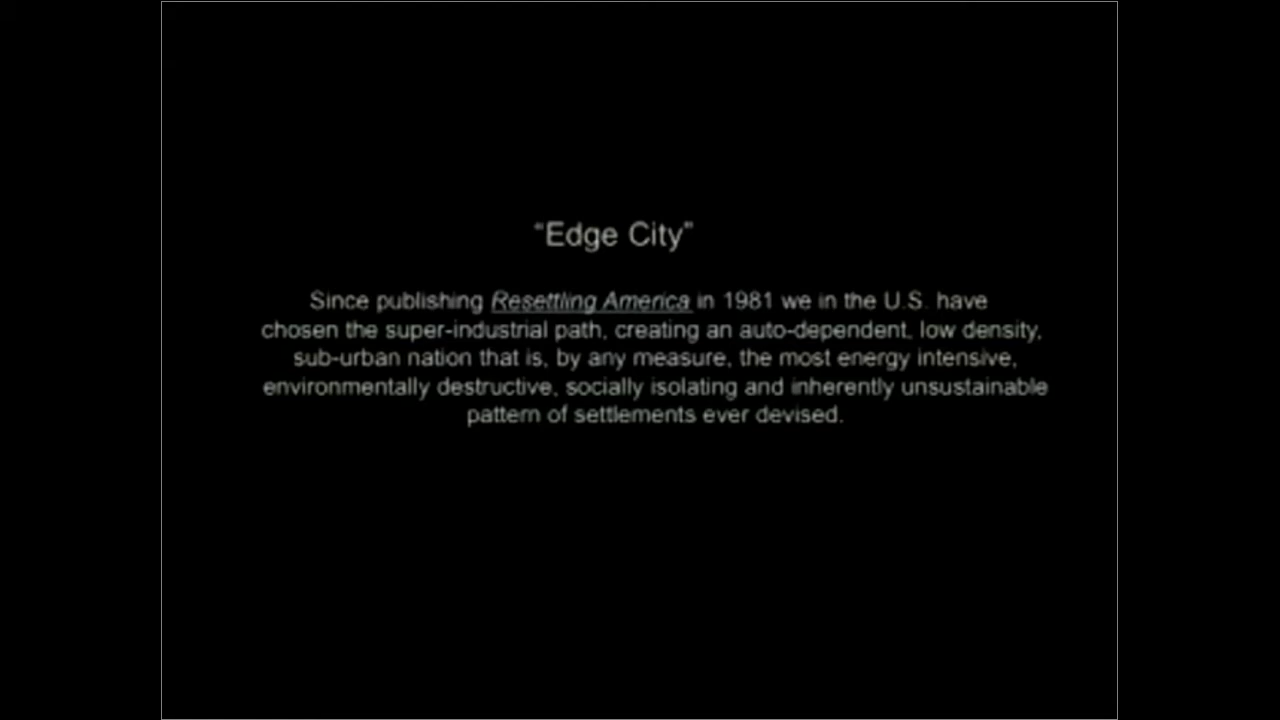 “Edge City”
Since publishing Resettling America in 1981 we in the U.S. have
chosen the super-industrial path, creating an auto-dependent, low density,
sub-urban nation that is, by any measure, the most energy intensive,
environmentally destructive, socially isolating and inherently unsustainable
pattern of settlements ever devised.